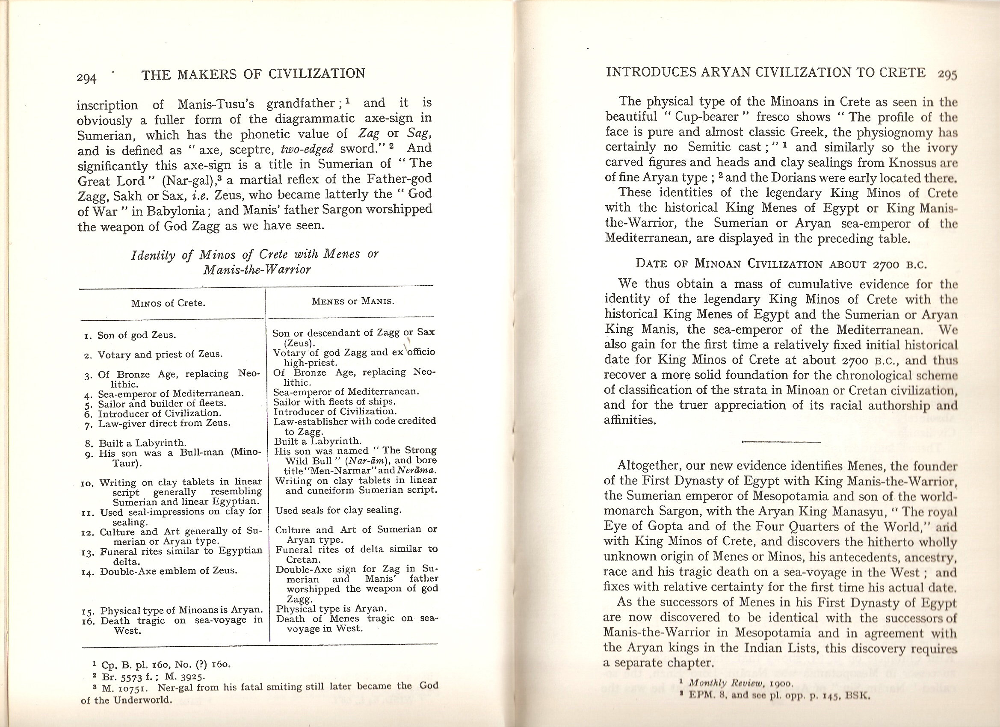 294 THE MAKERS OF CIVILIZATION
inscription of Manis-Tusu's grandfather ;¹ and it is
obviously a fuller form of the diagrammatic axe-sign in
Sumerian, which has the phonetic value of Zag or Sag,
and is defined as “ axe, sceptre, two-edged sword.” ² And
significantly this axe-sign is a title in Sumerian of “ The
Great Lord ” (Nar-gal),³ a martial reflex of the Father-god
Zagg, Sakh or Sax, i.e. Zeus, who became latterly the “ God
of War ” in Babylonia ; and Manis' father Sargon worshipped
the weapon of God Zagg as we have seen.
Identity of Minos of Crete with Menes or
Manis-the-Warrior
MINOS of Crete.
1. Son of god Zeus.
2. Votary and priest of Zeus.
3. Of Bronze Age, replacing Neo-
lithic.
4. Sea-emperor of Mediterranean.
5. Sailor and builder of fleets.
6. Introducer of Civilization.
7. Law-giver direct from Zeus.
8. Built a Labyrinth.
9. His son was a Bull-man (Mino-
Taur).
10. Writing on clay tablets in linear
script generally resembling
Sumerian and linear Egyptian.
11. Used seal-impressions on clay for
sealing.
12. Culture and Art generally of Su-
merian or Aryan type.
13. Funeral rites similar to Egyptian
delta.
14. Double-Axe emblem of Zeus.
15. Physical type of Minoans is Aryan.
16. Death tragic on sea-voyage in
West.
MENES or MANIS.
Son or descendant of Zagg or Sax
(Zeus).
Votary of god Zagg and ex officio
high-priest.
Of Bronze Age, replacing Neo-
lithic.
Sea-emperor of Mediterranean.
Sailor with fleets of ships.
Introducer of Civilization.
Law-establisher with code credited
to Zagg.
Built a Labyrinth.
His son was named “ The Strong
Wild Bull ” (Nar-ām), and bore
title “Men-Narmar” and Nerāma.
Writing on clay tablets in linear
and cuneiform Sumerian script.
Used seals for clay sealing.
Culture and Art of Sumerian or
Aryan type.
Funeral rites of delta similar to
Cretan.
Double-Axe sign for Zag in Su-
merian and Manis' father
worshipped the weapon of god
Zagg.
Physical type is Aryan.
Death of Menes tragic on sea-
voyage in West.
¹ Cp. B. pl. 160, No. (?) 160.
² Br. 5573 f. ; M. 3925.
³ M. 10751. Ner-gal from his fatal smiting still later became the God
of the Underworld.
INTRODUCES ARYAN CIVILIZATION TO CRETE 295
The physical type of the Minoans in Crete as seen in the
beautiful “ Cup-bearer ” fresco shows “ The profile of the
face is pure and almost classic Greek, the physiognomy has
certainly no Semitic cast ; ” ¹ and similarly so the ivory
carved figures and heads and clay sealings from Knossus are
of fine Aryan type ; ² and the Dorians were early located there.
These identities of the legendary King Minos of Crete
with the historical King Menes of Egypt or King Manis-
the-Warrior, the Sumerian or Aryan sea-emperor of the
Mediterranean, are displayed in the preceding table.
DATE OF MINOAN CIVILIZATION ABOUT 2700 B.C.
We thus obtain a mass of cumulative evidence for the
identity of the legendary King Minos of Crete with the
historical King Menes of Egypt and the Sumerian or Aryan
King Manis, the sea-emperor of the Mediterranean. We
also gain for the first time a relatively fixed initial historical
date for King Minos of Crete at about 2700 B.C., and thus
recover a more solid foundation for the chronological scheme
of classification of the strata in Minoan or Cretan civilization,
and for the truer appreciation of its racial authorship and
affinities.
Altogether, our new evidence identifies Menes, the founder
of the First Dynasty of Egypt with King Manis-the-Warrior,
the Sumerian emperor of Mesopotamia and son of the world-
monarch Sargon, with the Aryan King Manasyu, “ The royal
Eye of Gopta and of the Four Quarters of the World,” and
with King Minos of Crete, and discovers the hitherto wholly
unknown origin of Menes or Minos, his antecedents, ancestry,
race and his tragic death on a sea-voyage in the West ; and
fixes with relative certainty for the first time his actual date.
As the successors of Menes in his First Dynasty of Egypt
are now discovered to be identical with the successors of
Manis-the-Warrior in Mesopotamia and in agreement with
the Aryan kings in the Indian Lists, this discovery requires
a separate chapter.
¹ Monthly Review, 1900.
² EPM. 8, and see pl. opp. p. 145, BSK.